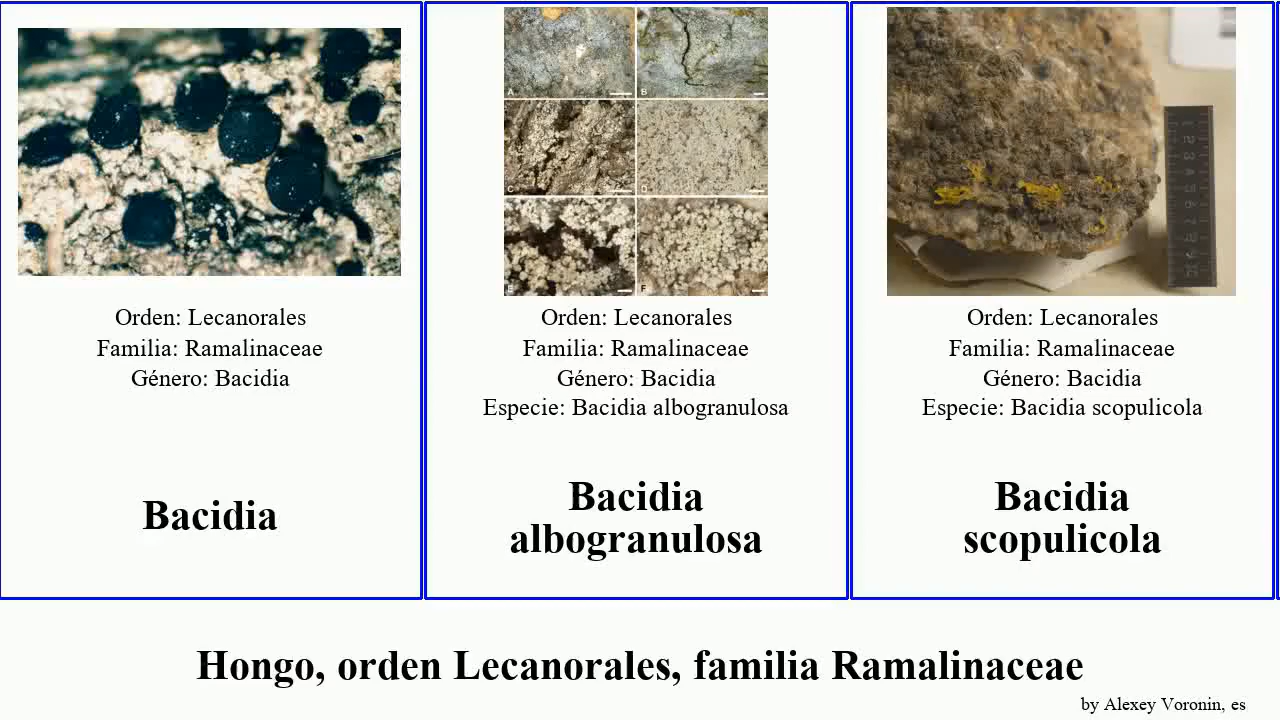 Orden: Lecanorales
Familia: Ramalinaceae
Género: Bacidia
Bacidia
A
B
C
D
E
F
Orden: Lecanorales
Familia: Ramalinaceae
Género: Bacidia
Especie: Bacidia albogranulosa
Bacidia
albogranulosa
Orden: Lecanorales
Familia: Ramalinaceae
Género: Bacidia
Especie: Bacidia scopulicola
Bacidia
scopulicola
Hongo, orden Lecanorales, familia Ramalinaceae
by Alexey Voronin, es